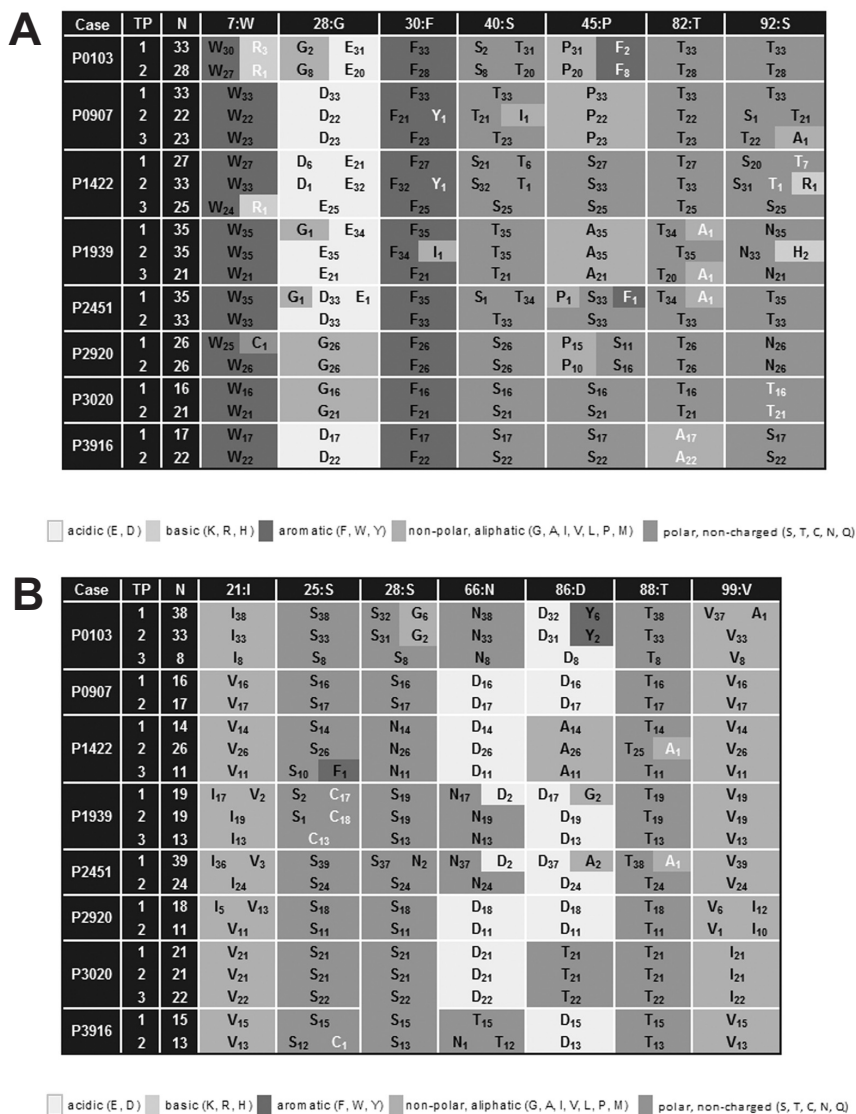 A
Case TP N 7:W 28:G 30:F 40:S 45:P 82:T 92:S
P0103
1 33 W30 R3 G2 E31 F33 S2 T31 P31 F2 T33 T33
2 28 W27 R1 G8 E20 F28 S8 T20 P20 F8 T28 T28
P0907
1 33 W33 D33 F33 T33 P33 T33 T33
2 22 W22 D22 F21 Y1 T21 I1 P22 T22 S1 T21
3 23 W23 D23 F23 T23 P23 T23 T22 A1
P1422
1 27 W27 D6 E21 F27 S21 T6 S27 T27 S20 T7
2 33 W33 D1 E32 F32 Y1 S32 T1 S33 T33 S31 T1 R1
3 25 W24 R1 E25 F25 S25 S25 T25 S25
P1939
1 35 W35 G1 E34 F35 T35 A35 T34 A1 N35
2 35 W35 E35 F34 I1 T35 A35 T35 N33 H2
3 21 W21 E21 F21 T21 A21 T20 A1 N21
P2451
1 35 W35 G1 D33 E1 F35 S1 T34 P1 S33 F1 T34 A1 T35
2 33 W33 D33 F33 T33 S33 T33 T33
P2920
1 26 W25 C1 G26 F26 S26 P15 S11 T26 N26
2 26 W26 G26 F26 S26 P10 S16 T26 N26
P3020
1 16 W16 G16 F16 S16 S16 T16 T16
2 21 W21 G21 F21 S21 S21 T21 T21
P3916
1 17 W17 D17 F17 S17 S17 A17 S17
2 22 W22 D22 F22 S22 S22 A22 S22
acidic (E, D) basic (K, R, H) aromatic (F, W, Y) non-polar, aliphatic (G, A, I, V, L, P, M) polar, non-charged (S, T, C, N, Q)
B
Case TP N 21:I 25:S 28:S 66:N 86:D 88:T 99:V
P0103
1 38 I38 S38 S32 G6 N38 D32 Y6 T38 V37 A1
2 33 I33 S33 S31 G2 N33 D31 Y2 T33 V33
3 8 I8 S8 S8 N8 D8 T8 V8
P0907
1 16 V16 S16 S16 D16 D16 T16 V16
2 17 V17 S17 S17 D17 D17 T17 V17
P1422
1 14 V14 S14 N14 D14 A14 T14 V14
2 26 V26 S26 N26 D26 A26 T25 A1 V26
3 11 V11 S10 F1 N11 D11 A11 T11 V11
P1939
1 19 I17 V2 S2 C17 S19 N17 D2 D17 G2 T19 V19
2 19 I19 S1 C18 S19 N19 D19 T19 V19
3 13 I13 C13 S13 N13 D13 T13 V13
P2451
1 39 I36 V3 S39 S37 N2 N37 D2 D37 A2 T38 A1 V39
2 24 I24 S24 S24 N24 D24 T24 V24
P2920
1 18 I5 V13 S18 S18 D18 D18 T18 V6 I12
2 11 V11 S11 S11 D11 D11 T11 V1 I10
P3020
1 21 V21 S21 S21 D21 T21 T21 I21
2 21 V21 S21 S21 D21 T21 T21 I21
3 22 V22 S22 S22 D22 T22 T22 I22
P3916
1 15 V15 S15 S15 T15 D15 T15 V15
2 13 V13 S12 C1 S13 N1 T12 D13 T13 V13
acidic (E, D) basic (K, R, H) aromatic (F, W, Y) non-polar, aliphatic (G, A, I, V, L, P, M) polar, non-charged (S, T, C, N, Q)